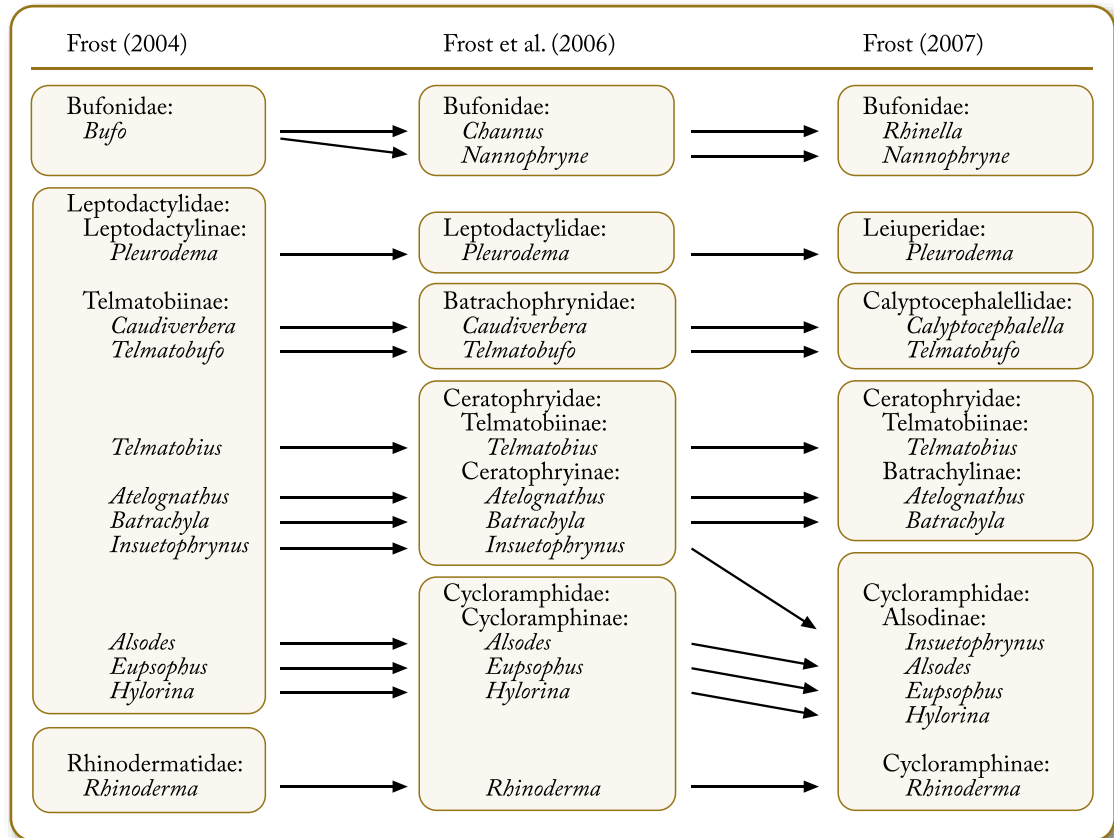 Frost (2004)
Frost et al. (2006)
Frost (2007)
Bufonidae:
Bufo
Leptodactylidae:
Leptodactylinae:
Pleurodema
Telmatobiinae:
Caudiverbera
Telmatobufo
Telmatobius
Atelognathus
Batrachyla
Insuetophrynus
Alsodes
Eupsophus
Hylorina
Rhinodermatidae:
Rhinoderma
Bufonidae:
Chaunus
Nannophryne
Leptodactylidae:
Pleurodema
Batrachophrynidae:
Caudiverbera
Telmatobufo
Ceratophryidae:
Telmatobiinae:
Telmatobius
Ceratophryinae:
Atelognathus
Batrachyla
Insuetophrynus
Cycloramphidae:
Cycloramphinae:
Alsodes
Eupsophus
Hylorina
Rhinoderma
Bufonidae:
Rhinella
Nannophryne
Leiuperidae:
Pleurodema
Calyptocephalellidae:
Calyptocephalella
Telmatobufo
Ceratophryidae:
Telmatobiinae:
Telmatobius
Batrachylinae:
Atelognathus
Batrachyla
Cycloramphidae:
Alsodinae:
Insuetophrynus
Alsodes
Eupsophus
Hylorina
Cycloramphinae:
Rhinoderma